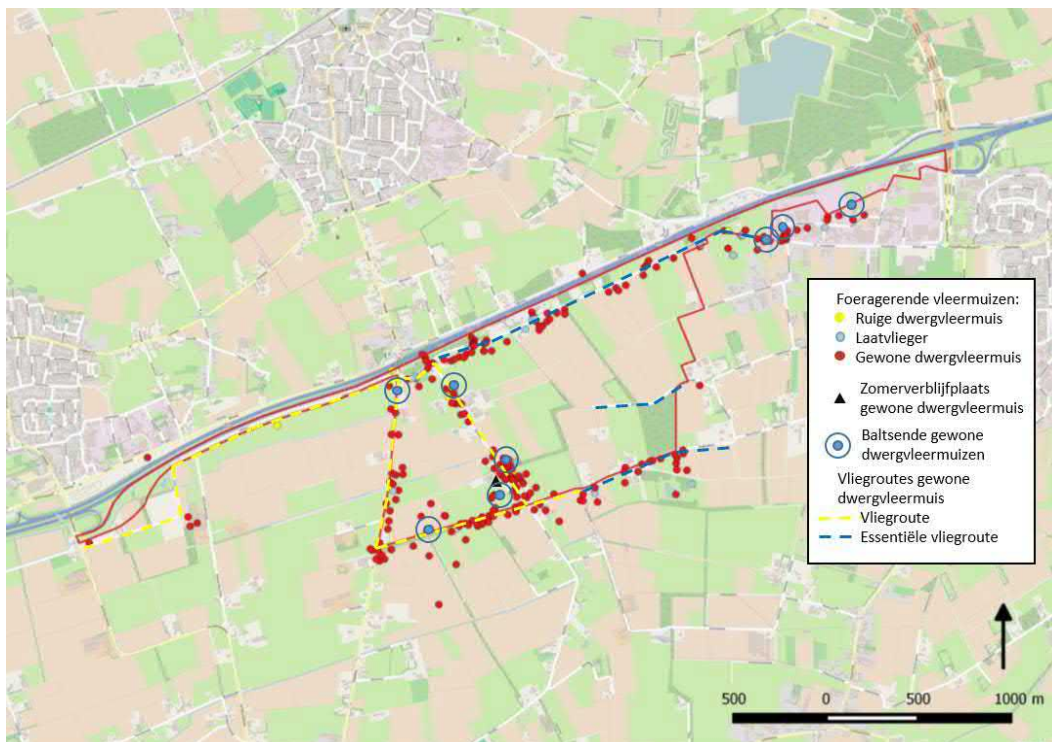 Foeragerende vleermuizen:
Ruige dwergvleermuis
Laatvlieger
Gewone dwergvleermuis
Zomerverblijfplaats
gewone dwergvleermuis
Baltsende gewone
dwergvleermuizen
Vliegroutes gewone
dwergvleermuis
Vliegroute
Essentiële vliegroute
500 0 500 1000 m